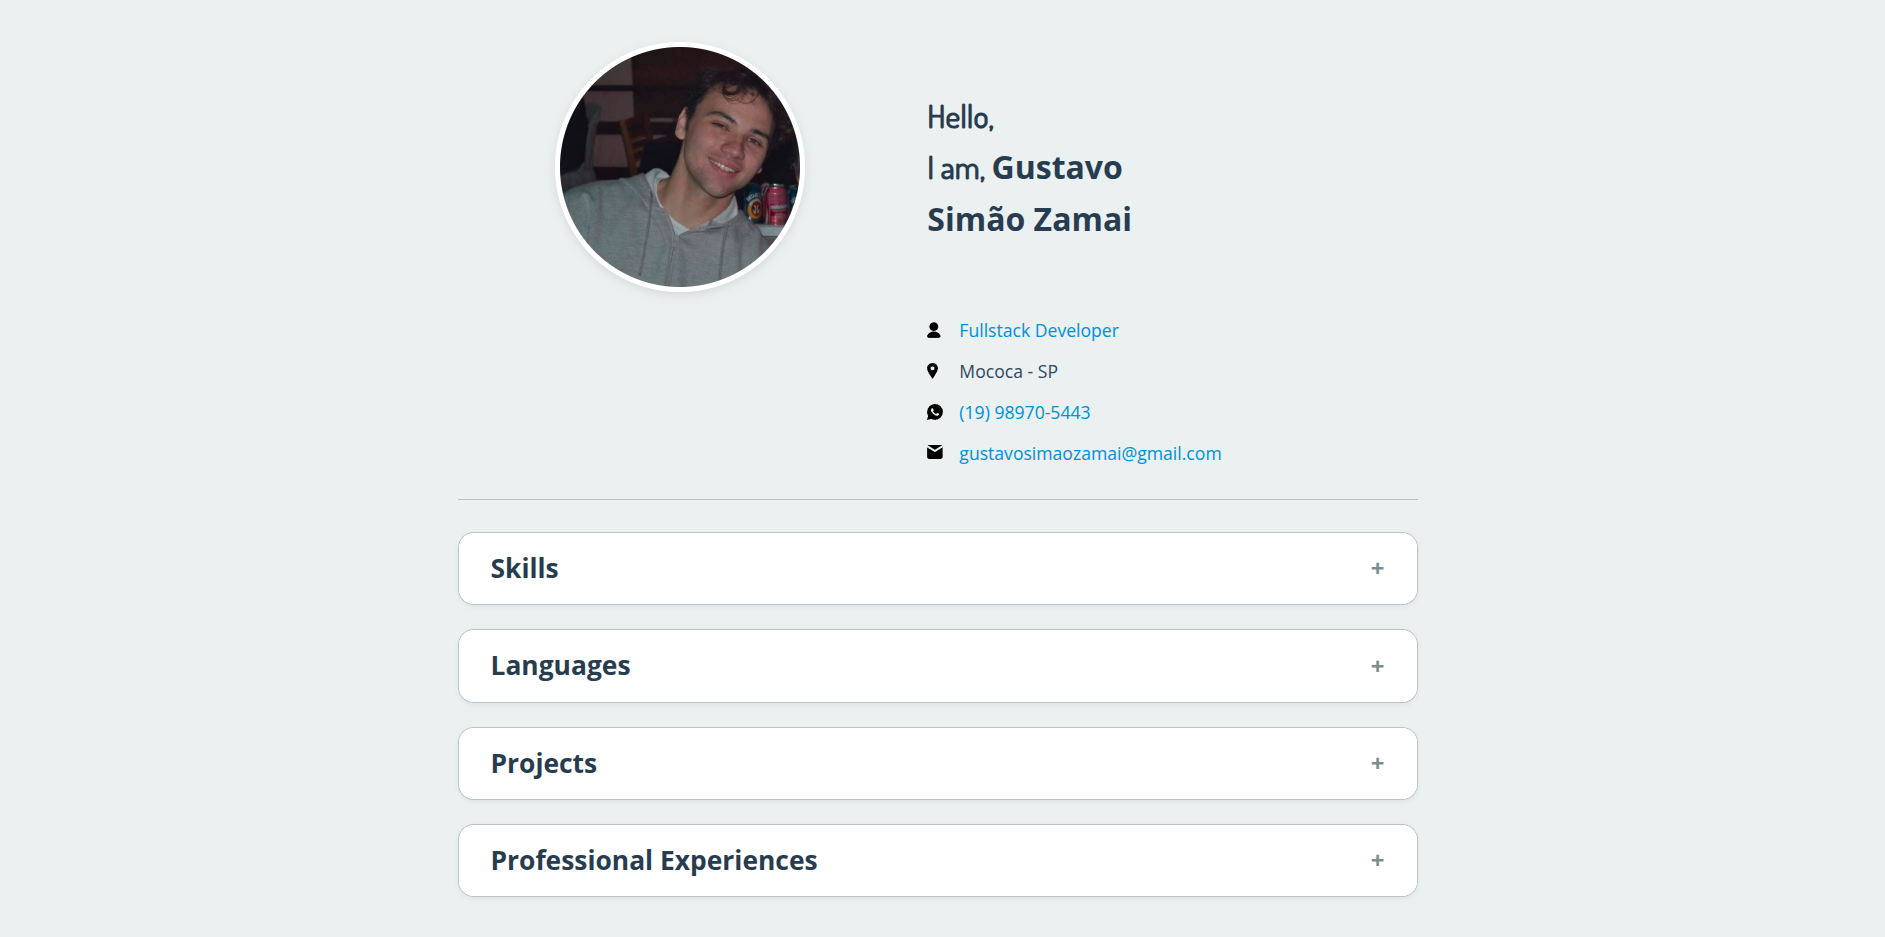 Hello,
I am, Gustavo
Simão Zamai
Fullstack Developer
Mococa - SP
(19) 98970-5443
gustavosimaozamai@gmail.com
Skills +
Languages +
Projects +
Professional Experiences +